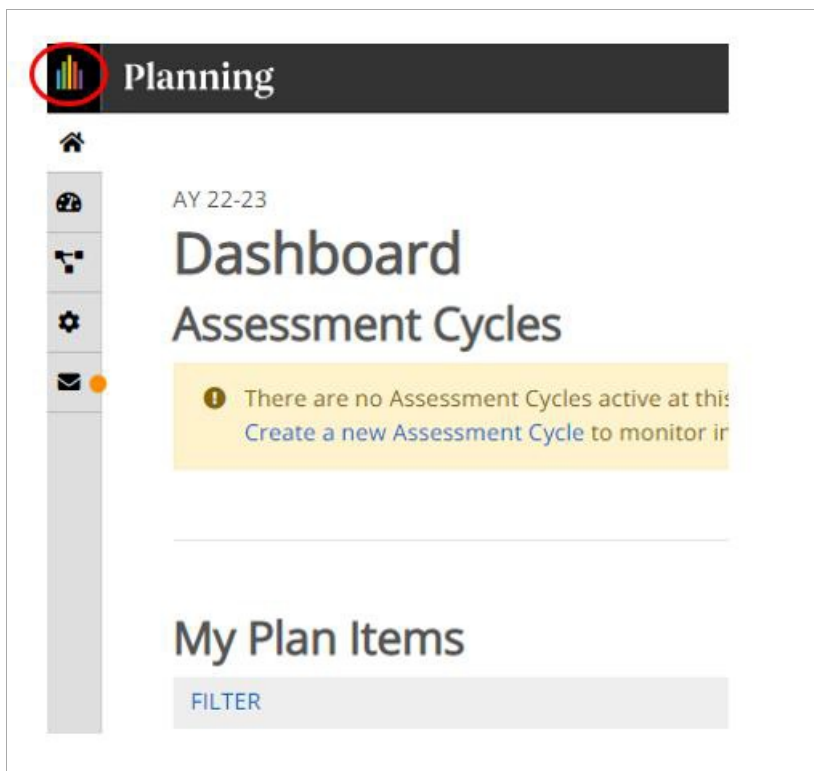 Planning
AY 22-23
Dashboard
Assessment Cycles
There are no Assessment Cycles active at this
Create a new Assessment Cycle to monitor
My Plan Items
FILTER